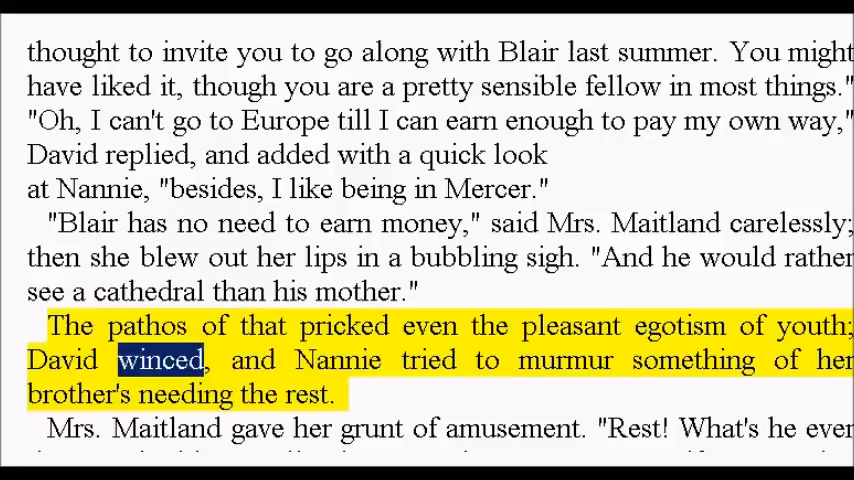 thought to invite you to go along with Blair last summer. You might
have liked it, though you are a pretty sensible fellow in most things."
"Oh, I can't go to Europe till I can earn enough to pay my own way,"
David replied, and added with a quick look
at Nannie, "besides, I like being in Mercer."
"Blair has no need to earn money," said Mrs. Maitland carelessly;
then she blew out her lips in a bubbling sigh. "And he would rather
see a cathedral than his mother."
The pathos of that pricked even the pleasant egotism of youth;
David winced, and Nannie tried to murmur something of her
brother's needing the rest.
Mrs. Maitland gave her grunt of amusement. "Rest! What's he ever